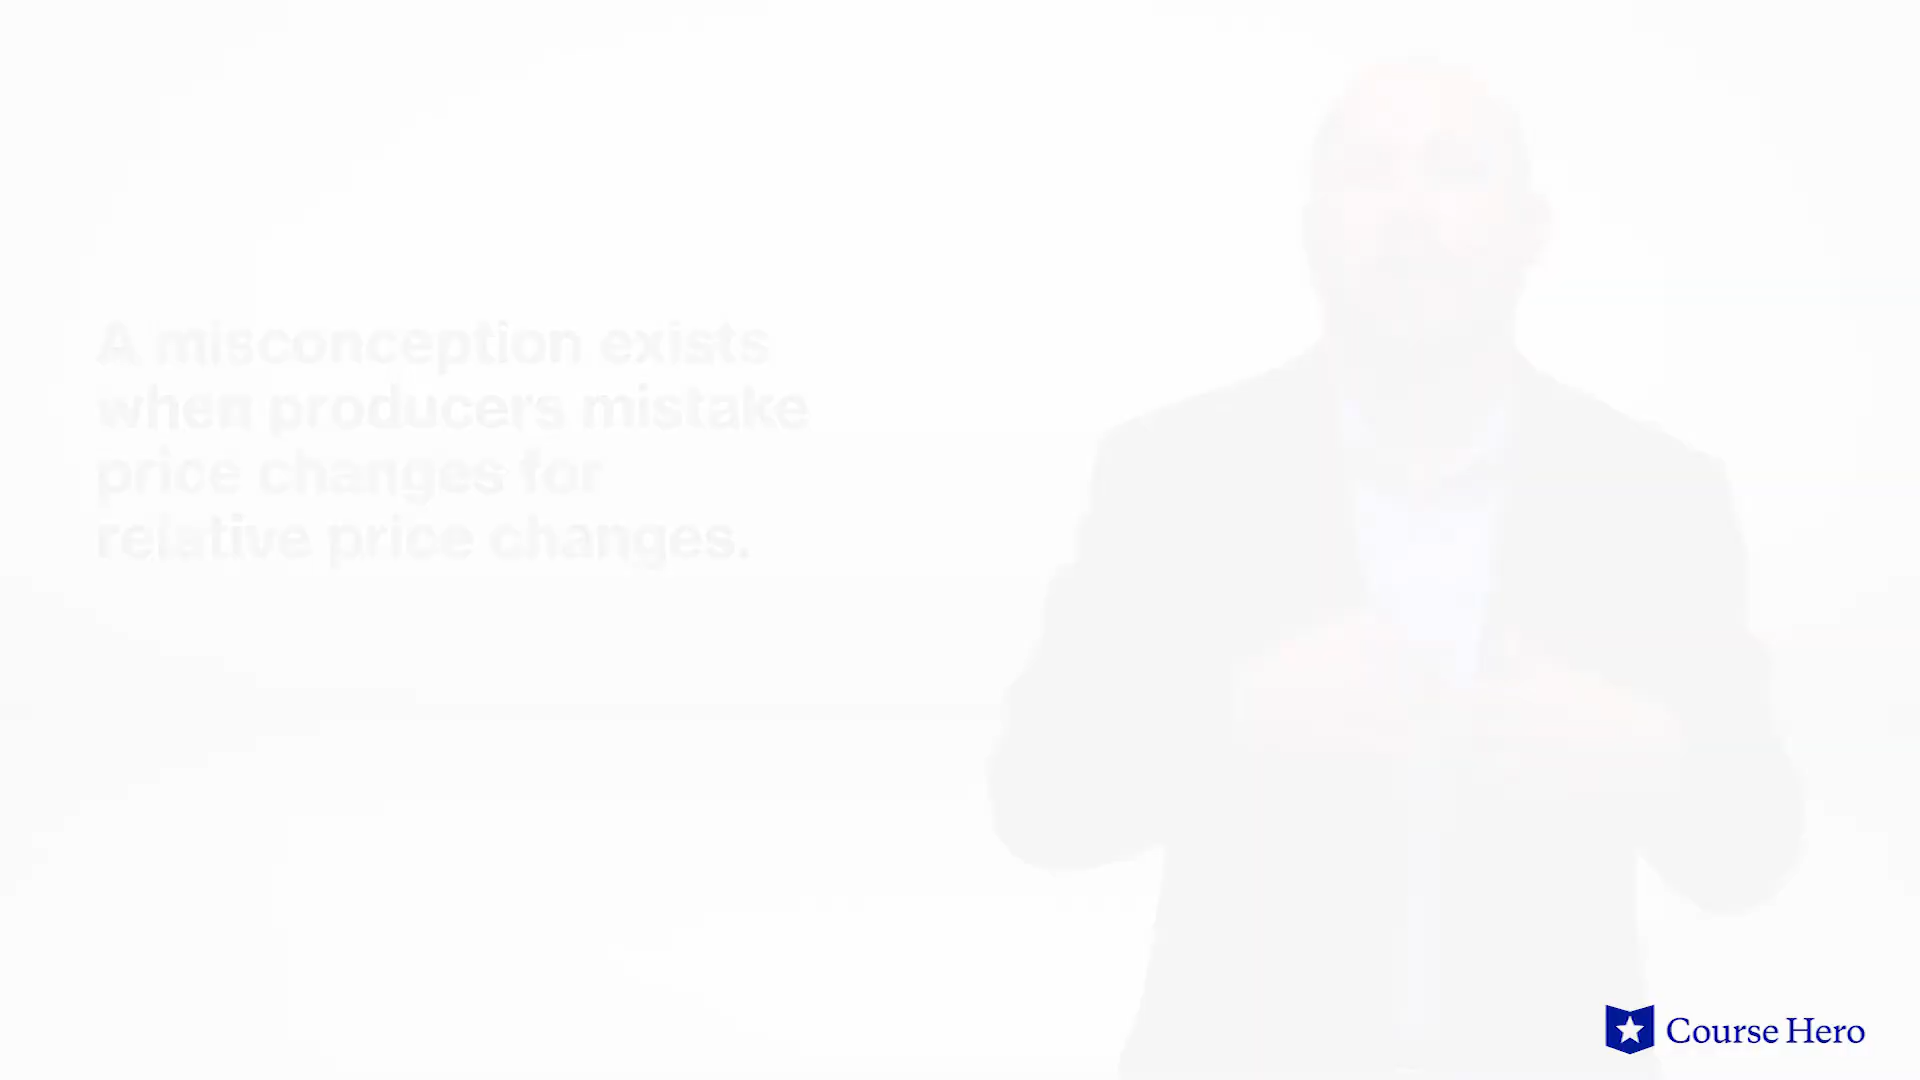 A misconception exists
when producers mistake
price changes for
relative price changes.
Course Hero